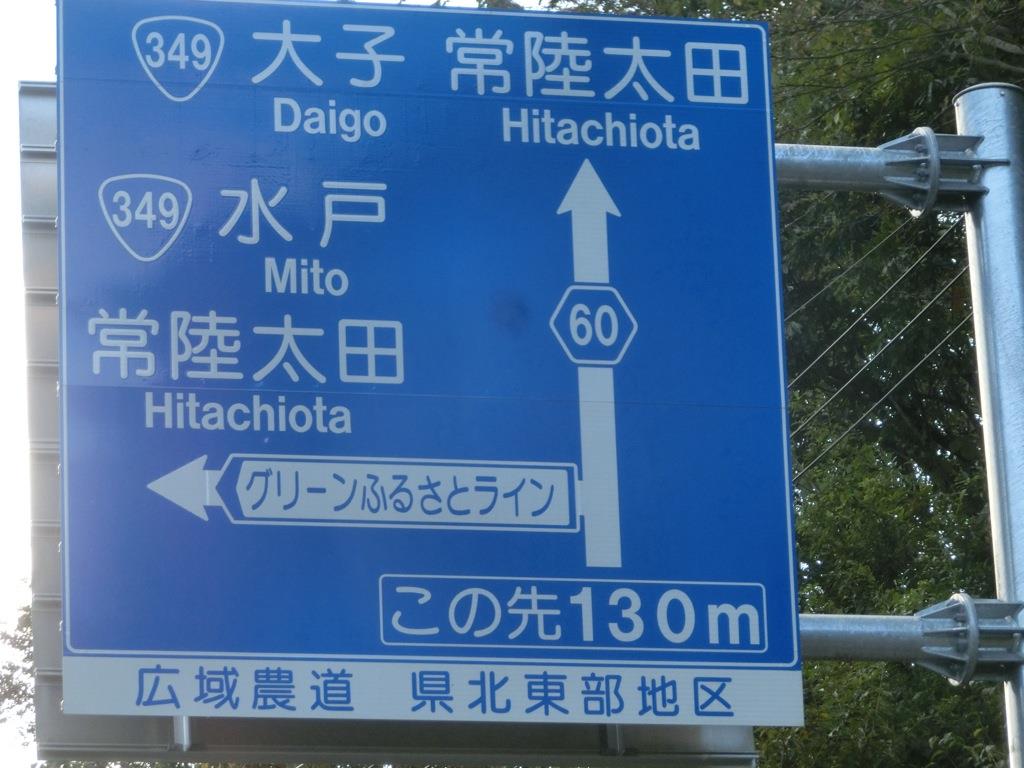 349 大子 常陸太田
Daigo Hitachiota
349 水戸
Mito
60
常陸太田
Hitachiota
グリーンふるさとライン
この先130m
広域農道 県北東部地区